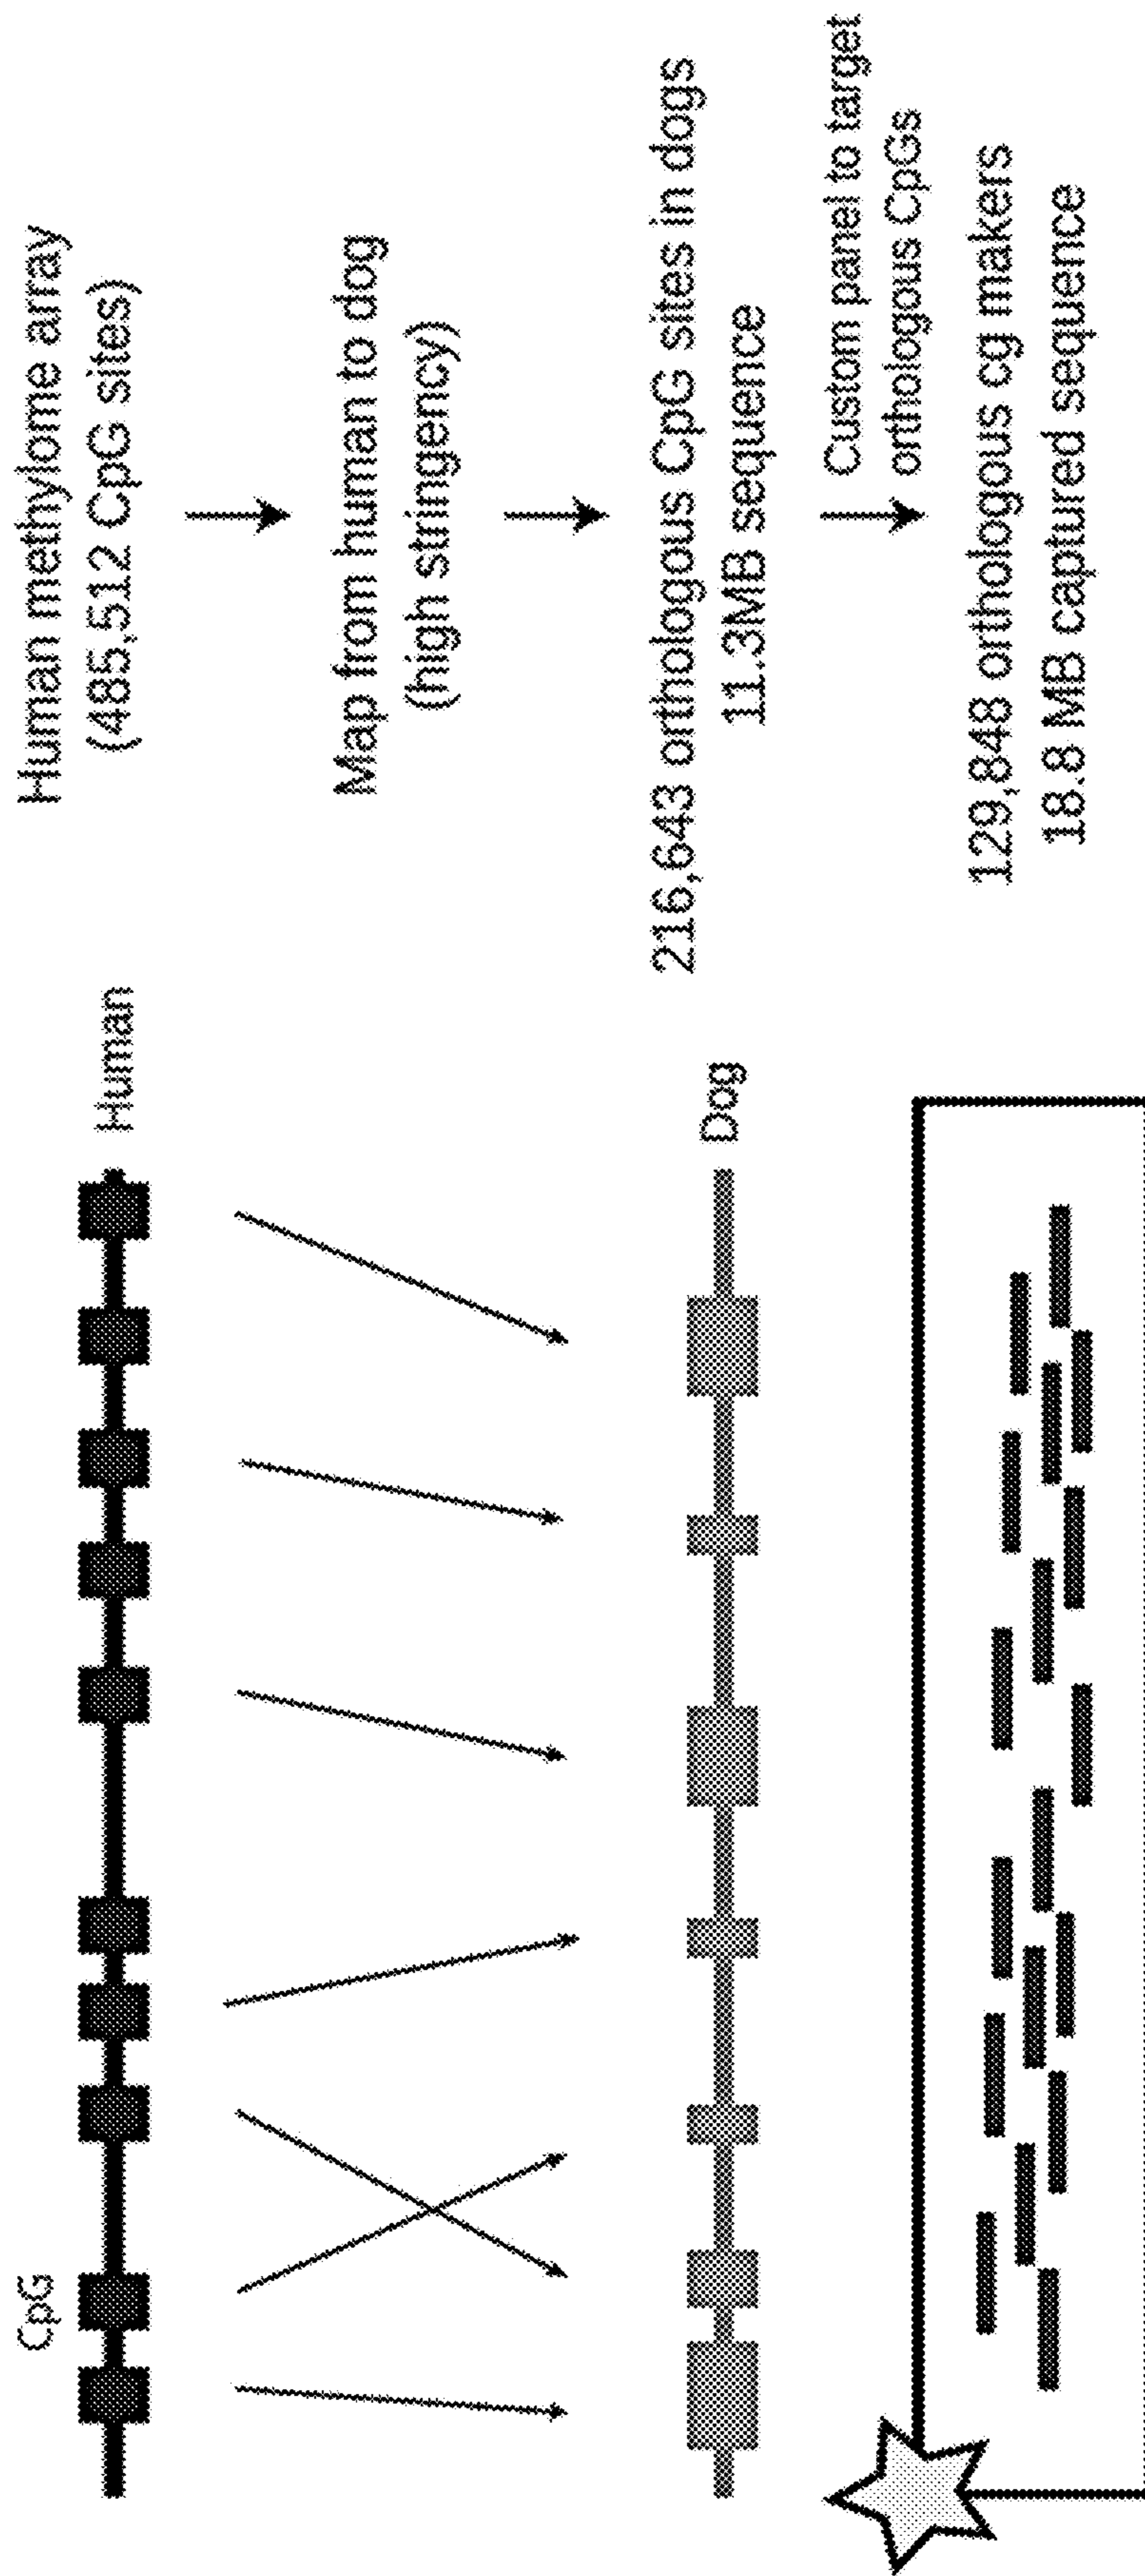 CpG
Human
Dog
Human methylome array
(485,512 CpG sites)
Map from human to dog
(high stringency)
216,643 orthologous CpG sites in dogs
11.3MB sequence
Custom panel to target
orthologous CpGs
129,848 orthologous cg makers
18.8 MB captured sequence